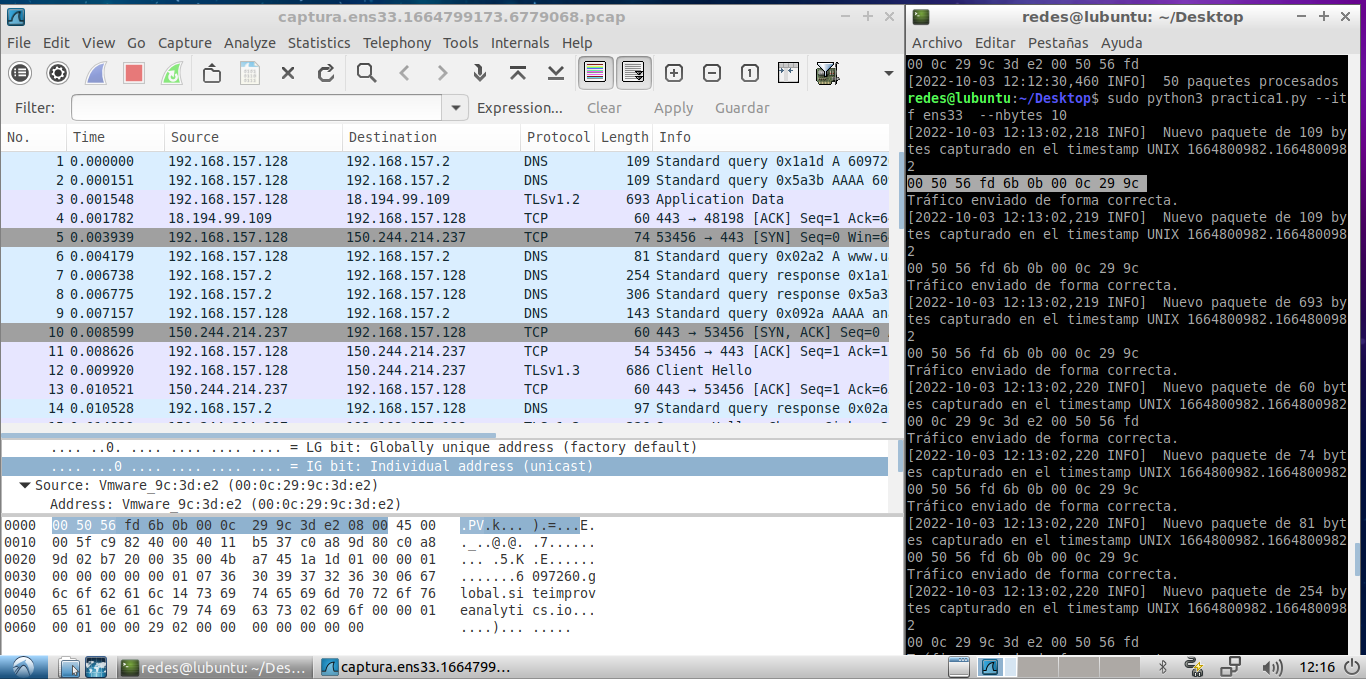 captura.ens33.1664799173.6779068.pcap
File Edit View Go Capture Analyze Statistics Telephony Tools Internals Help
Filter: Expression... Clear Apply Guardar
No. Time Source Destination Protocol Length Info
1 0.000000 192.168.157.128 192.168.157.2 DNS 109 Standard query 0x1a1d A 60972
2 0.000151 192.168.157.128 192.168.157.2 DNS 109 Standard query 0x5a3b AAAA 60
3 0.001548 192.168.157.128 18.194.99.109 TLSv1.2 693 Application Data
4 0.001782 18.194.99.109 192.168.157.128 TCP 60 443 → 48198 [ACK] Seq=1 Ack=6
5 0.003939 192.168.157.128 150.244.214.237 TCP 74 53456 → 443 [SYN] Seq=0 Win=6
6 0.004179 192.168.157.128 192.168.157.2 DNS 81 Standard query 0x02a2 A www.u
7 0.006738 192.168.157.2 192.168.157.128 DNS 254 Standard query response 0x1a1
8 0.006775 192.168.157.2 192.168.157.128 DNS 306 Standard query response 0x5a3
9 0.007157 192.168.157.128 192.168.157.2 DNS 143 Standard query 0x092a AAAA an
10 0.008599 150.244.214.237 192.168.157.128 TCP 60 443 → 53456 [SYN, ACK] Seq=0
11 0.008626 192.168.157.128 150.244.214.237 TCP 54 53456 → 443 [ACK] Seq=1 Ack=1
12 0.009920 192.168.157.128 150.244.214.237 TLSv1.3 686 Client Hello
13 0.010521 150.244.214.237 192.168.157.128 TCP 60 443 → 53456 [ACK] Seq=1 Ack=6
14 0.010528 192.168.157.2 192.168.157.128 DNS 97 Standard query response 0x02a
.... ..0. .... .... .... .... = LG bit: Globally unique address (factory default)
.... ...0 .... .... .... .... = IG bit: Individual address (unicast)
Source: Vmware_9c:3d:e2 (00:0c:29:9c:3d:e2)
Address: Vmware_9c:3d:e2 (00:0c:29:9c:3d:e2)
0000 00 50 56 fd 6b 0b 00 0c 29 9c 3d e2 08 00 45 00 .PV.k... ).=...E.
0010 00 5f c9 82 40 00 40 11 b5 37 c0 a8 9d 80 c0 a8 ._..@.@. .7......
0020 9d 02 b7 20 00 35 00 4b a7 45 1a 1d 01 00 00 01 ... .5.K .E......
0030 00 00 00 00 00 01 07 36 30 39 37 32 36 30 06 67 .......6 097260.g
0040 6c 6f 62 61 6c 14 73 69 74 65 69 6d 70 72 6f 76 lobal.si teimprov
0050 65 61 6e 61 6c 79 74 69 63 73 02 69 6f 00 00 01 eanalyti cs.io...
0060 00 01 00 00 29 02 00 00 00 00 00 00 00 ....)... .....
redes@lubuntu: ~/Desktop
Archivo Editar Pestañas Ayuda
00 0c 29 9c 3d e2 00 50 56 fd
[2022-10-03 12:12:30,460 INFO] 50 paquetes procesados
redes@lubuntu:~/Desktop$ sudo python3 practica1.py --it
f ens33 --nbytes 10
[2022-10-03 12:13:02,218 INFO] Nuevo paquete de 109 by
tes capturado en el timestamp UNIX 1664800982.166480098
2
00 50 56 fd 6b 0b 00 0c 29 9c
Tráfico enviado de forma correcta.
[2022-10-03 12:13:02,219 INFO] Nuevo paquete de 109 by
tes capturado en el timestamp UNIX 1664800982.166480098
2
00 50 56 fd 6b 0b 00 0c 29 9c
Tráfico enviado de forma correcta.
[2022-10-03 12:13:02,219 INFO] Nuevo paquete de 693 by
tes capturado en el timestamp UNIX 1664800982.166480098
2
00 50 56 fd 6b 0b 00 0c 29 9c
Tráfico enviado de forma correcta.
[2022-10-03 12:13:02,220 INFO] Nuevo paquete de 60 byt
es capturado en el timestamp UNIX 1664800982.1664800982
00 0c 29 9c 3d e2 00 50 56 fd
Tráfico enviado de forma correcta.
[2022-10-03 12:13:02,220 INFO] Nuevo paquete de 74 byt
es capturado en el timestamp UNIX 1664800982.1664800982
00 50 56 fd 6b 0b 00 0c 29 9c
Tráfico enviado de forma correcta.
[2022-10-03 12:13:02,220 INFO] Nuevo paquete de 81 byt
es capturado en el timestamp UNIX 1664800982.1664800982
00 50 56 fd 6b 0b 00 0c 29 9c
Tráfico enviado de forma correcta.
[2022-10-03 12:13:02,220 INFO] Nuevo paquete de 254 by
tes capturado en el timestamp UNIX 1664800982.166480098
2
00 0c 29 9c 3d e2 00 50 56 fd
redes@lubuntu: ~/Des... captura.ens33.1664799... 12:16